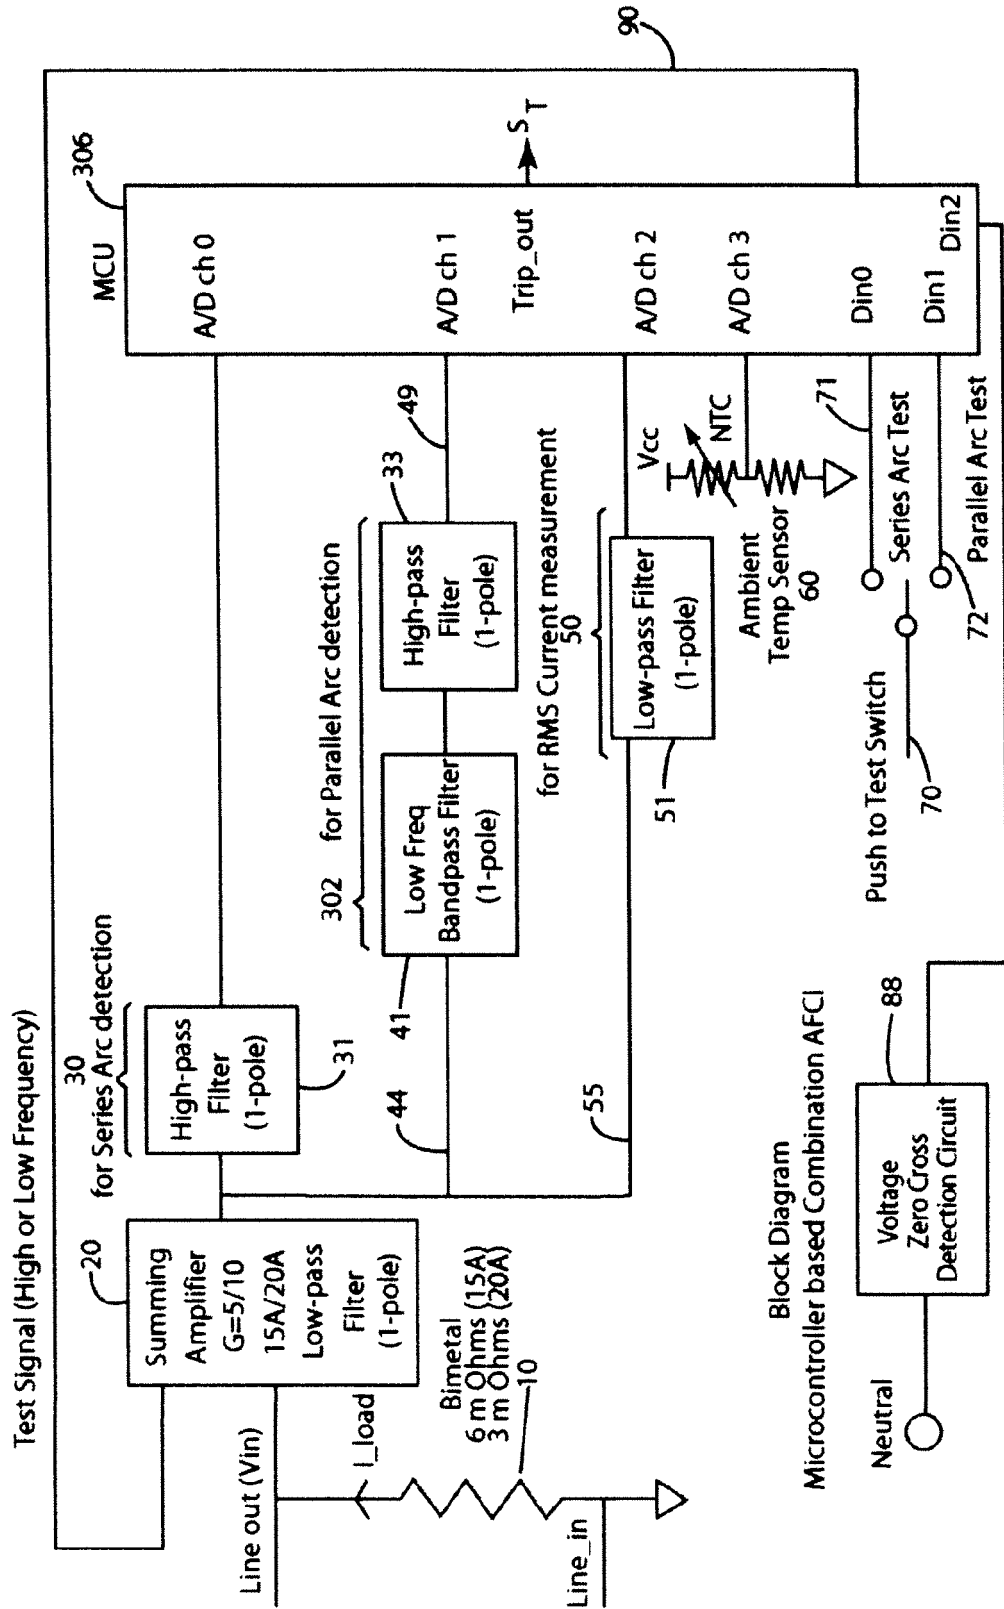 Test Signal (High or Low Frequency)
90
20
Summing
Amplifier
G=5/10
15A/20A
Low-pass
Filter
(1-pole)
30
for Series Arc detection
High-pass
Filter
(1-pole)
31
306
MCU
A/D ch 0
A/D ch 1
Trip_out
A/D ch 2
A/D ch 3
Din0
Din1
Din2
S T
302
for Parallel Arc detection
Low Freq
Bandpass Filter
(1-pole)
41
High-pass
Filter
(1-pole)
33
49
44
for RMS Current measurement
50
Low-pass Filter
(1-pole)
51
55
Line out (Vin)
I_load
Bimetal
6 m Ohms (15A)
3 m Ohms (20A)
10
Line_in
Vcc
NTC
Ambient
Temp Sensor
60
71
Series Arc Test
Parallel Arc Test
72
Push to Test Switch
70
Block Diagram
Microcontroller based Combination AFCI
Neutral
Voltage
Zero Cross
Detection Circuit
88